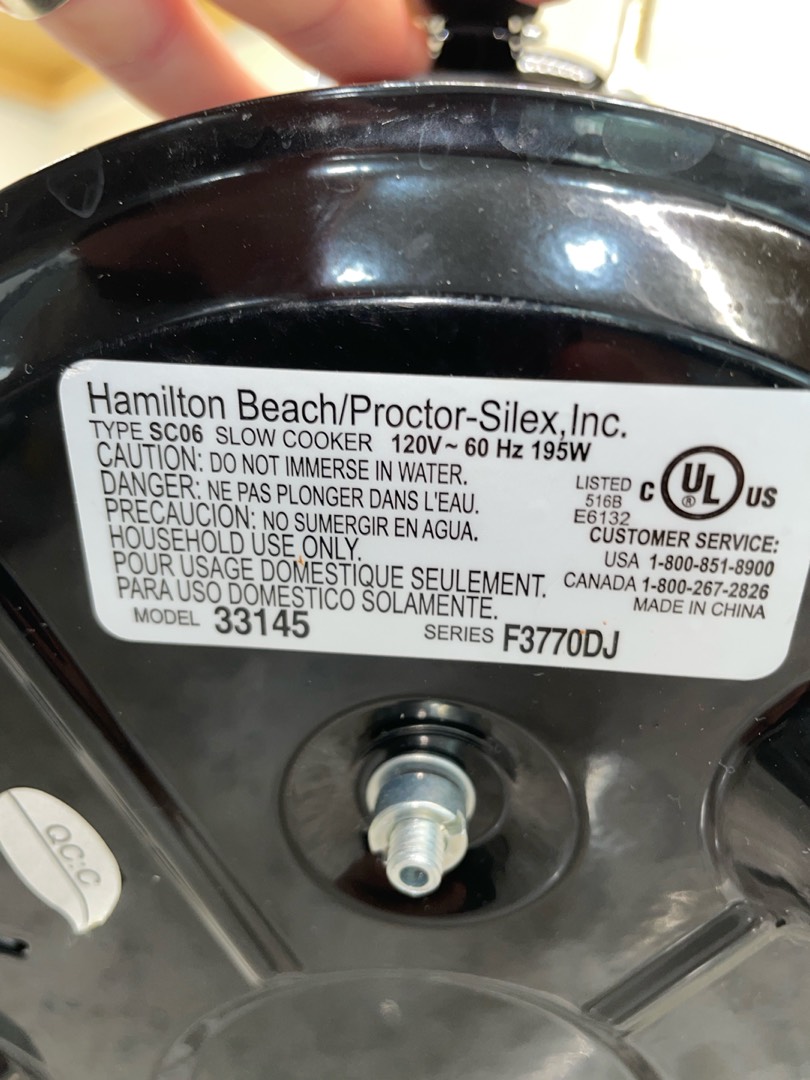 Hamilton Beach/Proctor-Silex,Inc.
TYPE SC06 SLOW COOKER 120V~ 60 Hz 195W
CAUTION: DO NOT IMMERSE IN WATER.
DANGER: NE PAS PLONGER DANS L'EAU.
PRECAUCION: NO SUMERGIR EN AGUA.
HOUSEHOLD USE ONLY.
POUR USAGE DOMESTIQUE SEULEMENT.
PARA USO DOMESTICO SOLAMENTE.
MODEL 33145
SERIES F3770DJ
LISTED
516B
E6132
C UL ® US
CUSTOMER SERVICE:
USA 1-800-851-8900
CANADA 1-800-267-2826
MADE IN CHINA
QC:C